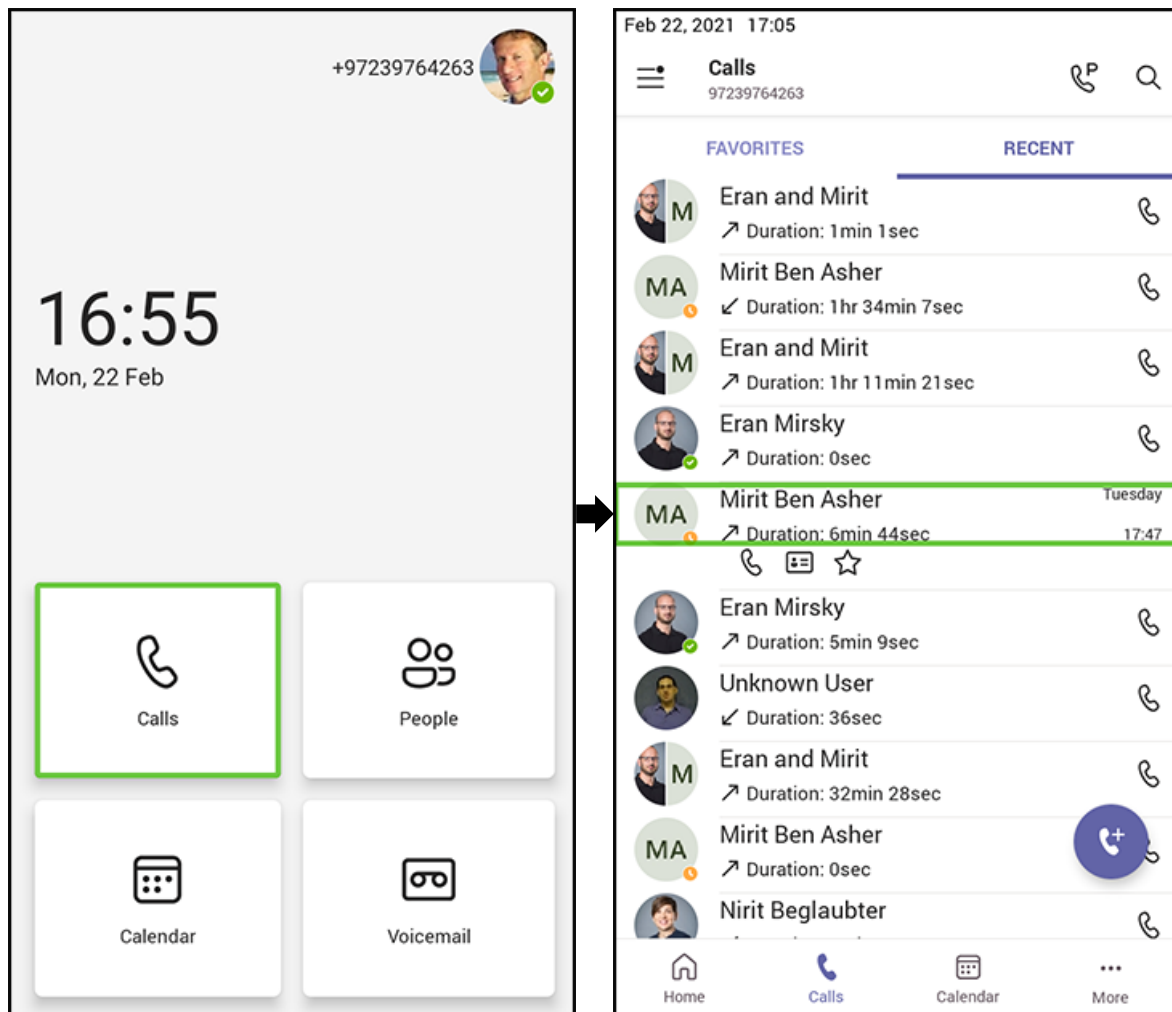 +97239764263
16:55
Mon, 22 Feb
Calls
People
Calendar
Voicemail
Feb 22, 2021 17:05
Calls
97239764263
P
FAVORITES
RECENT
M
Eran and Mirit
Duration: 1min 1sec
MA
Mirit Ben Asher
Duration: 1hr 34min 7sec
M
Eran and Mirit
Duration: 1hr 11min 21sec
Eran Mirsky
Duration: 0sec
MA
Mirit Ben Asher
Tuesday
Duration: 6min 44sec
17:47
Eran Mirsky
Duration: 5min 9sec
Unknown User
Duration: 36sec
M
Eran and Mirit
Duration: 32min 28sec
MA
Mirit Ben Asher
Duration: 0sec
Nirit Beglaubter
Home
Calls
Calendar
More